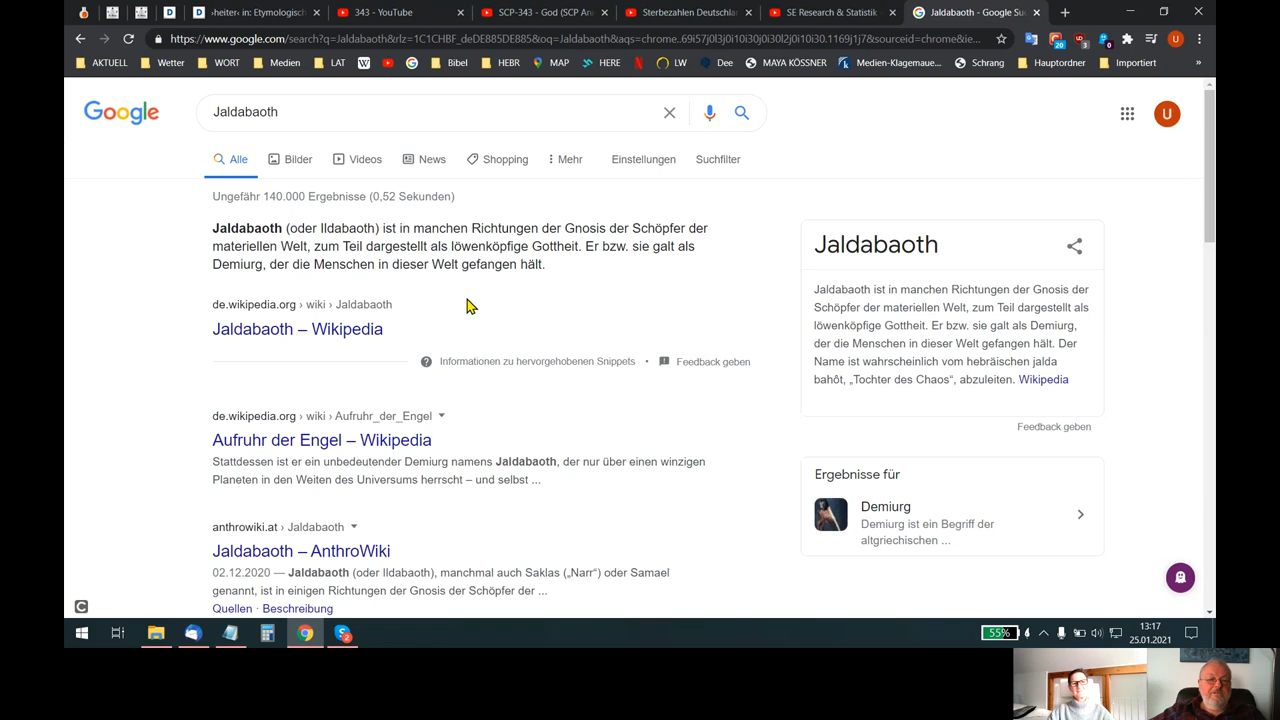 ›heiter‹ in: Etymologisch
343 - YouTube
SCP-343 - God (SCP An
Sterbezahlen Deutschla
SE Research & Statistik
Jaldabaoth - Google Su
https://www.google.com/search?q=Jaldabaoth&rlz=1C1CHBF_deDE885DE885&oq=Jaldabaoth&aqs=chrome..69i57j0l3j0i10i30j0i30l2j0i10i30.1169j1j7&sourceid=chrome&ie...
AKTUELL Wetter WORT Medien LAT Bibel HEBR MAP HERE LW Dee MAYA KÖSSNER Medien-Klagemaue... Schrang Hauptordner Importiert »
Google
Jaldabaoth
U
Alle Bilder Videos News Shopping Mehr Einstellungen Suchfilter
Ungefähr 140.000 Ergebnisse (0,52 Sekunden)
Jaldabaoth (oder Ildabaoth) ist in manchen Richtungen der Gnosis der Schöpfer der
materiellen Welt, zum Teil dargestellt als löwenköpfige Gottheit. Er bzw. sie galt als
Demiurg, der die Menschen in dieser Welt gefangen hält.
de.wikipedia.org › wiki › Jaldabaoth
Jaldabaoth – Wikipedia
Informationen zu hervorgehobenen Snippets • Feedback geben
de.wikipedia.org › wiki › Aufruhr_der_Engel
Aufruhr der Engel – Wikipedia
Stattdessen ist er ein unbedeutender Demiurg namens Jaldabaoth, der nur über einen winzigen
Planeten in den Weiten des Universums herrscht – und selbst ...
anthrowiki.at › Jaldabaoth
Jaldabaoth – AnthroWiki
02.12.2020 — Jaldabaoth (oder Ildabaoth), manchmal auch Saklas („Narr“) oder Samael
genannt, ist in einigen Richtungen der Gnosis der Schöpfer der ...
Quellen · Beschreibung
Jaldabaoth
Jaldabaoth ist in manchen Richtungen der Gnosis der
Schöpfer der materiellen Welt, zum Teil dargestellt als
löwenköpfige Gottheit. Er bzw. sie galt als Demiurg,
der die Menschen in dieser Welt gefangen hält. Der
Name ist wahrscheinlich vom hebräischen jalda
bahôt, „Tochter des Chaos“, abzuleiten. Wikipedia
Feedback geben
Ergebnisse für
Demiurg
Demiurg ist ein Begriff der
altgriechischen ...
55%
13:17
25.01.2021